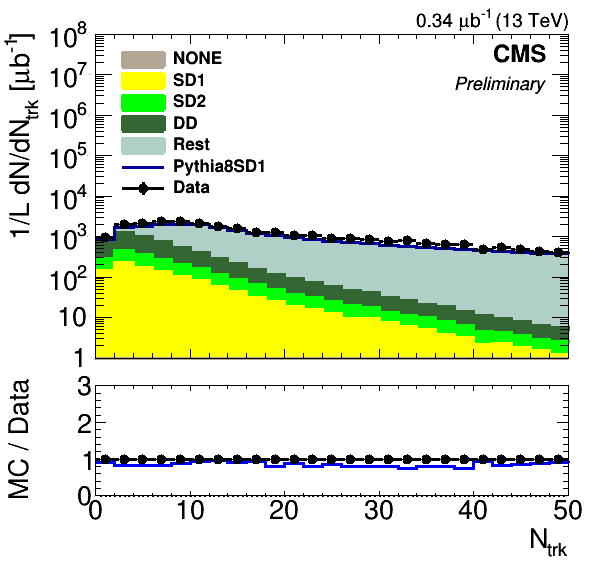 0.34 μb⁻¹ (13 TeV)
CMS
Preliminary
1/L dN/dN_trk [μb⁻¹]
10⁸
10⁷
10⁶
10⁵
10⁴
10³
10²
10
1
NONE
SD1
SD2
DD
Rest
Pythia8SD1
Data
MC / Data
3
2
1
0
0 10 20 30 40 50
N_trk